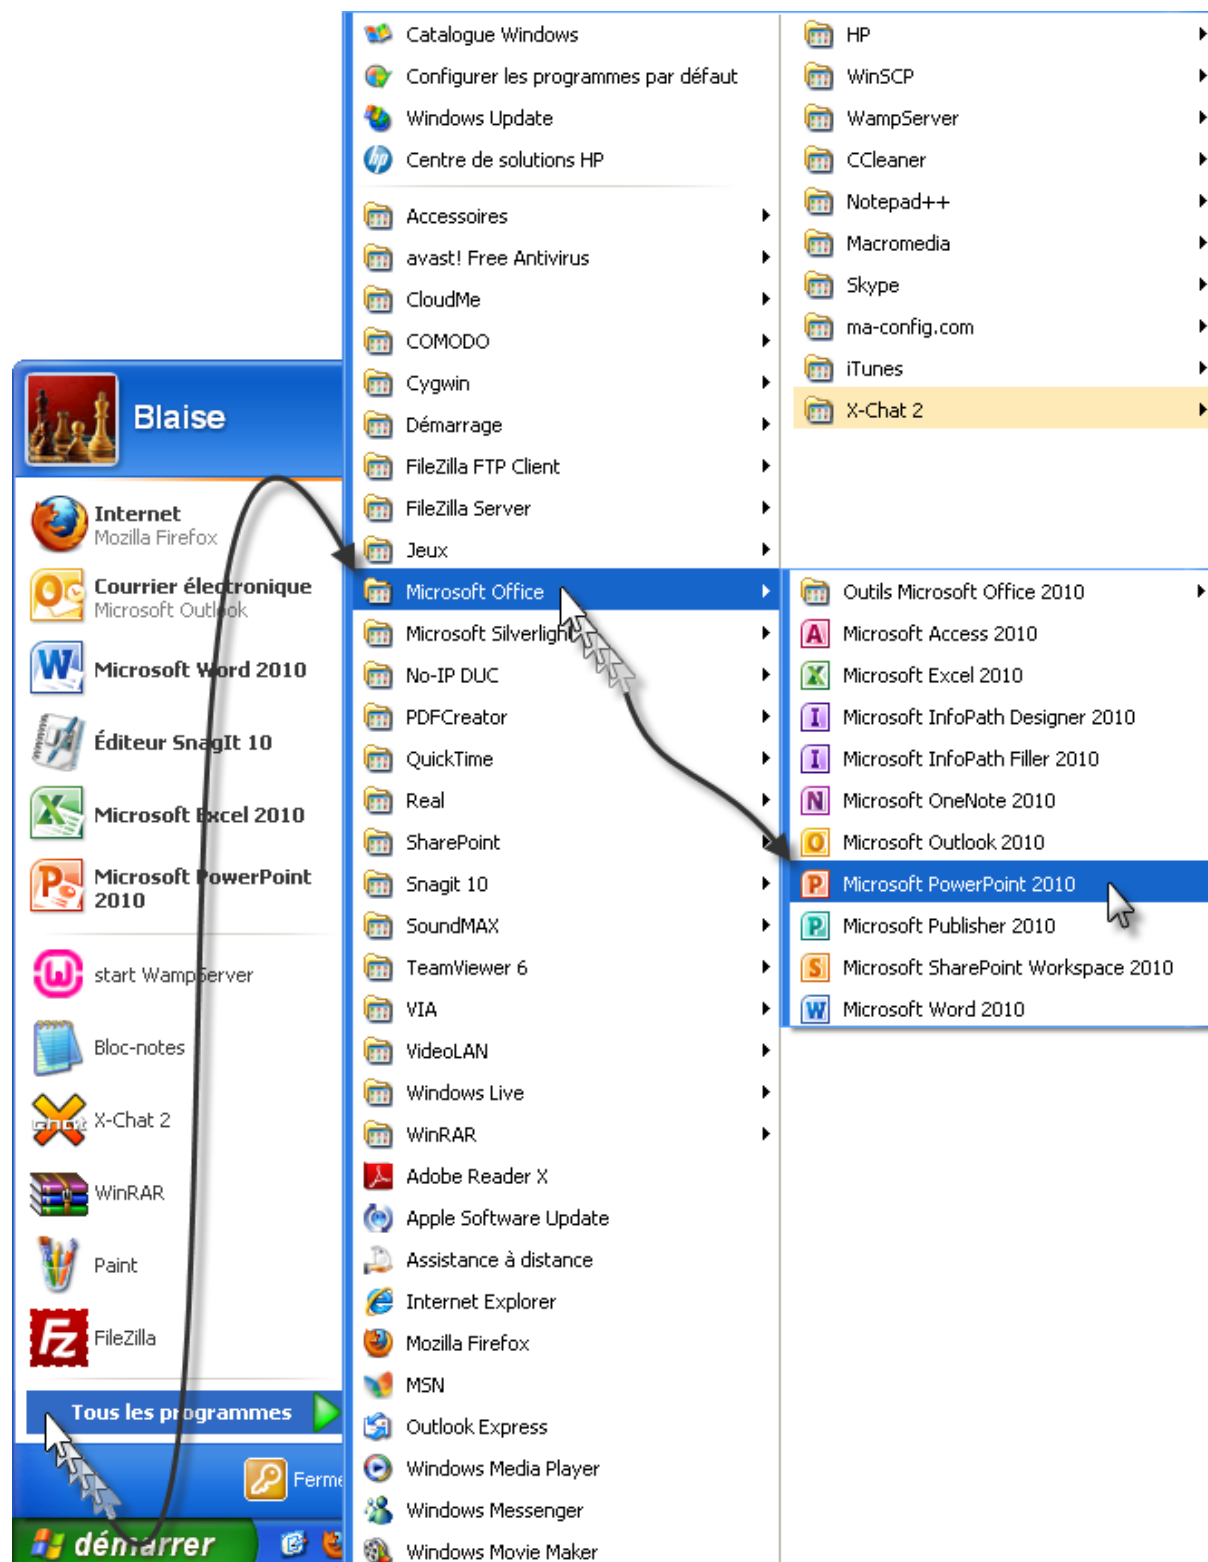 Blaise
Internet
Mozilla Firefox
Courrier électronique
Microsoft Outlook
Microsoft Word 2010
Éditeur SnagIt 10
Microsoft Excel 2010
Microsoft PowerPoint
2010
start WampServer
Bloc-notes
X-Chat 2
WinRAR
Paint
FileZilla
Tous les programmes
Ferme
démarrer
Catalogue Windows
Configurer les programmes par défaut
Windows Update
Centre de solutions HP
Accessoires
avast! Free Antivirus
CloudMe
COMODO
Cygwin
Démarrage
FileZilla FTP Client
FileZilla Server
Jeux
Microsoft Office
Microsoft Silverlight
No-IP DUC
PDFCreator
QuickTime
Real
SharePoint
Snagit 10
SoundMAX
TeamViewer 6
VIA
VideoLAN
Windows Live
WinRAR
Adobe Reader X
Apple Software Update
Assistance à distance
Internet Explorer
Mozilla Firefox
MSN
Outlook Express
Windows Media Player
Windows Messenger
Windows Movie Maker
HP
WinSCP
WampServer
CCleaner
Notepad++
Macromedia
Skype
ma-config.com
iTunes
X-Chat 2
Outils Microsoft Office 2010
Microsoft Access 2010
Microsoft Excel 2010
Microsoft InfoPath Designer 2010
Microsoft InfoPath Filler 2010
Microsoft OneNote 2010
Microsoft Outlook 2010
Microsoft PowerPoint 2010
Microsoft Publisher 2010
Microsoft SharePoint Workspace 2010
Microsoft Word 2010